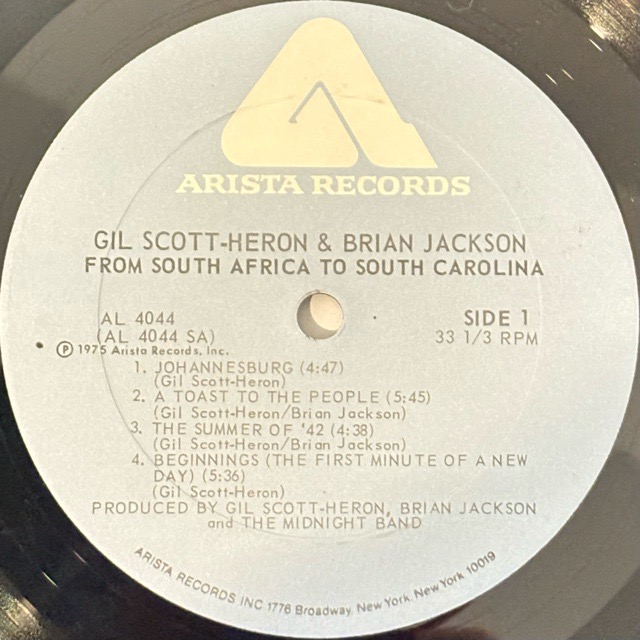 ARISTA RECORDS
GIL SCOTT-HERON & BRIAN JACKSON
FROM SOUTH AFRICA TO SOUTH CAROLINA
AL 4044
SIDE 1
(AL 4044 SA)
33 1/3 RPM
Ⓟ 1975 Arista Records, Inc.
1. JOHANNESBURG (4:47)
(Gil Scott-Heron)
2. A TOAST TO THE PEOPLE (5:45)
(Gil Scott-Heron/Brian Jackson)
3. THE SUMMER OF '42 (4:38)
(Gil Scott-Heron/Brian Jackson)
4. BEGINNINGS (THE FIRST MINUTE OF A NEW
DAY) (5:36)
(Gil Scott-Heron)
PRODUCED BY GIL SCOTT-HERON, BRIAN JACKSON
and THE MIDNIGHT BAND
ARISTA RECORDS INC 1776 Broadway, New York, New York 10019